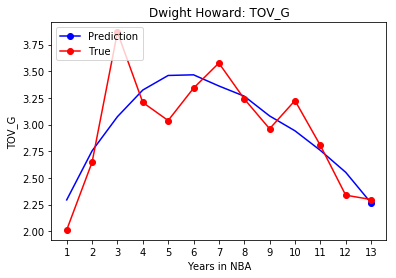 Dwight Howard: TOV_G
Prediction
True
3.75
3.50
3.25
3.00
2.75
2.50
2.25
2.00
TOV_G
1 2 3 4 5 6 7 8 9 10 11 12 13
Years in NBA